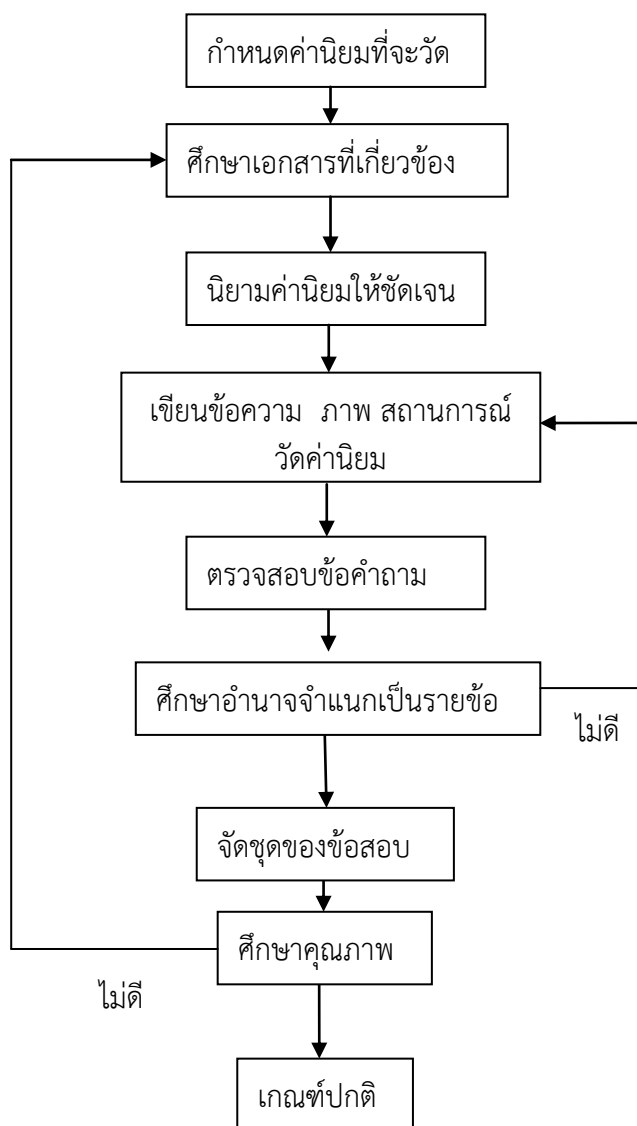 กำหนดค่านิยมที่จะวัด
ศึกษาเอกสารที่เกี่ยวข้อง
นิยามค่านิยมให้ชัดเจน
เขียนข้อความ ภาพ สถานการณ์
วัดค่านิยม
ตรวจสอบข้อคำถาม
ศึกษาอำนาจจำแนกเป็นรายข้อ
ไม่ดี
จัดชุดของข้อสอบ
ศึกษาคุณภาพ
ไม่ดี
เกณฑ์ปกติ